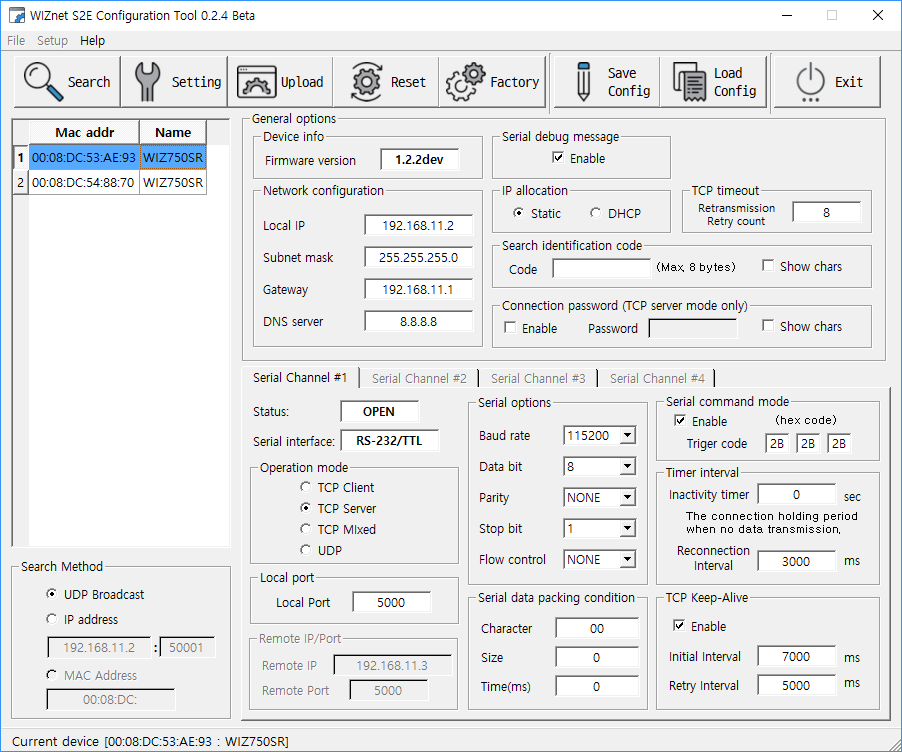 WIZnet S2E Configuration Tool 0.2.4 Beta
File Setup Help
Search Setting Upload Reset Factory Save Config Load Config Exit
Mac addr Name
1 00:08:DC:53:AE:93 WIZ750SR
2 00:08:DC:54:88:70 WIZ750SR
Search Method
UDP Broadcast
IP address
192.168.11.2 : 50001
MAC Address
00:08:DC:
General options
Device info
Firmware version 1.2.2dev
Network configuration
Local IP 192.168.11.2
Subnet mask 255.255.255.0
Gateway 192.168.11.1
DNS server 8.8.8.8
Serial debug message
Enable
IP allocation
Static DHCP
TCP timeout
Retransmission
Retry count
8
Search identification code
Code (Max, 8 bytes) Show chars
Connection password (TCP server mode only)
Enable Password Show chars
Serial Channel #1 Serial Channel #2 Serial Channel #3 Serial Channel #4
Status: OPEN
Serial interface: RS-232/TTL
Operation mode
TCP Client
TCP Server
TCP MIxed
UDP
Local port
Local Port 5000
Remote IP/Port
Remote IP 192.168.11.3
Remote Port 5000
Serial options
Baud rate 115200
Data bit 8
Parity NONE
Stop bit 1
Flow control NONE
Serial data packing condition
Character 00
Size 0
Time(ms) 0
Serial command mode
Enable (hex code)
Triger code 2B 2B 2B
Timer interval
Inactivity timer 0 sec
The connection holding period
when no data transmission,
Reconnection
Interval
3000 ms
TCP Keep-Alive
Enable
Initial Interval 7000 ms
Retry Interval 5000 ms
Current device [00:08:DC:53:AE:93 : WIZ750SR]